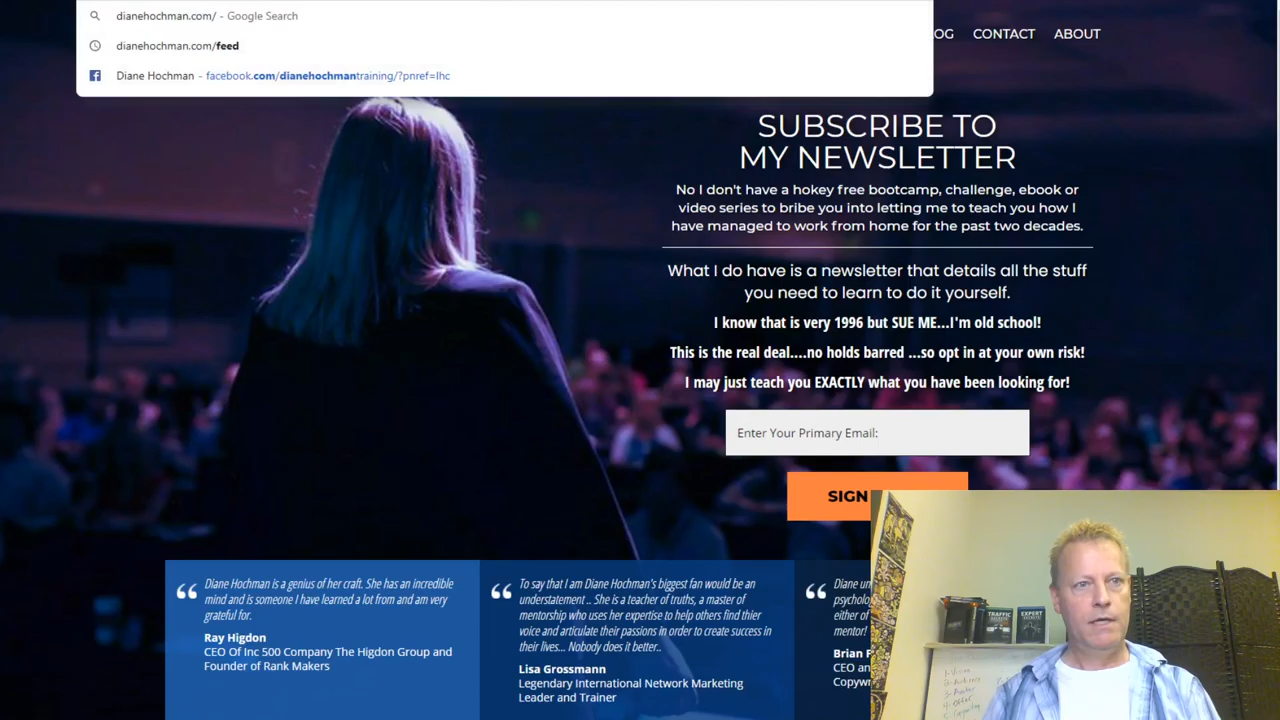 dianehochman.com/ - Google Search
dianehochman.com/feed
Diane Hochman - facebook.com/dianehochmantraining/?pnref=lhc
OG CONTACT ABOUT
SUBSCRIBE TO
MY NEWSLETTER
No I don't have a hokey free bootcamp, challenge, ebook or
video series to bribe you into letting me to teach you how I
have managed to work from home for the past two decades.
What I do have is a newsletter that details all the stuff
you need to learn to do it yourself.
I know that is very 1996 but SUE ME...I'm old school!
This is the real deal....no holds barred ...so opt in at your own risk!
I may just teach you EXACTLY what you have been looking for!
Enter Your Primary Email:
SIGN
Diane Hochman is a genius of her craft. She has an incredible
mind and is someone I have learned a lot from and am very
grateful for.
Ray Higdon
CEO Of Inc 500 Company The Higdon Group and
Founder of Rank Makers
To say that I am Diane Hochman's biggest fan would be an
understatement .. She is a teacher of truths, a master of
mentorship who uses her expertise to help others find thier
voice and articulate their passions in order to create success in
their lives... Nobody does it better..
Lisa Grossmann
Legendary International Network Marketing
Leader and Trainer
Diane un
psycholo
either of
mentor!
Brian F
CEO an
Copywr
TRAFFIC
SECRETS
EXPERT
SECRETS